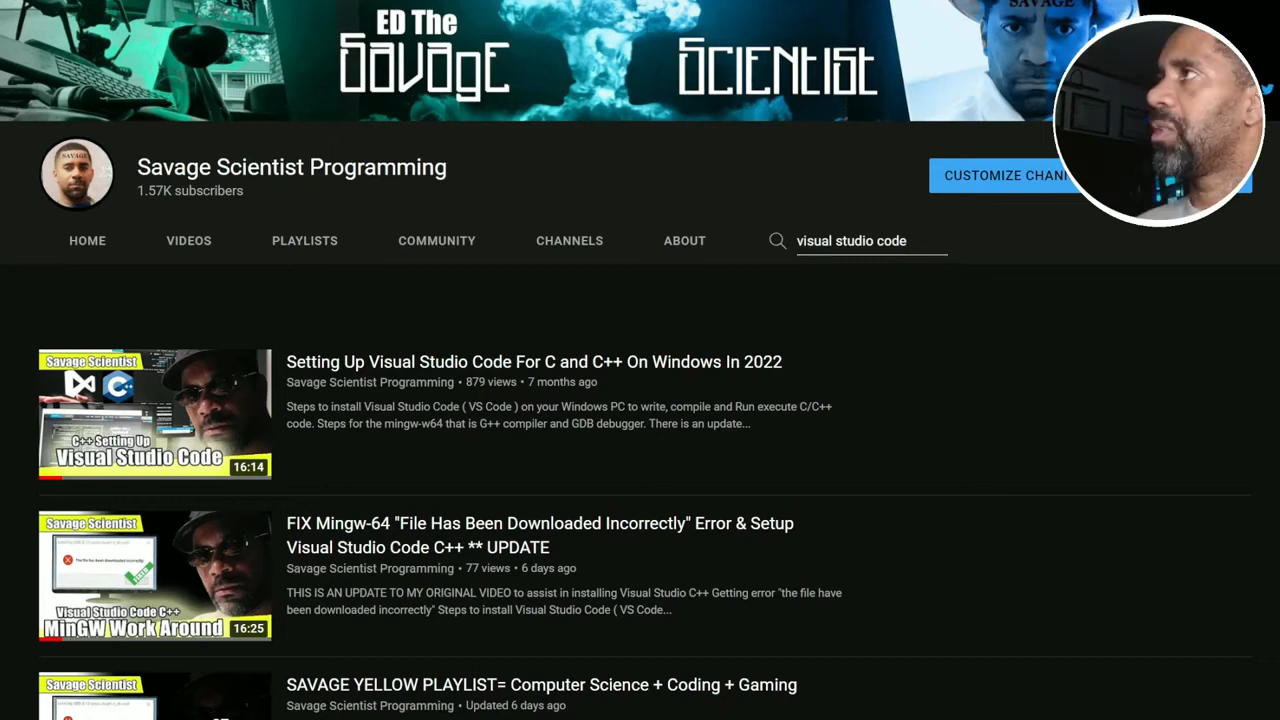 SAVAGE
ED The
Savage Scientist
Savage Scientist Programming
1.57K subscribers
SAVAGE
HOME VIDEOS PLAYLISTS COMMUNITY CHANNELS ABOUT visual studio code
Savage Scientist
C++ Setting Up
Visual Studio Code
16:14
Setting Up Visual Studio Code For C and C++ On Windows In 2022
Savage Scientist Programming • 879 views • 7 months ago
Steps to install Visual Studio Code ( VS Code ) on your Windows PC to write, compile and Run execute C/C++
code. Steps for the mingw-w64 that is G++ compiler and GDB debugger. There is an update...
Savage Scientist
The file has been downloaded incorrectly!
Visual Studio Code C++
MinGW Work Around
16:25
FIX Mingw-64 "File Has Been Downloaded Incorrectly" Error & Setup
Visual Studio Code C++ ** UPDATE
Savage Scientist Programming • 77 views • 6 days ago
THIS IS AN UPDATE TO MY ORIGINAL VIDEO to assist in installing Visual Studio C++ Getting error "the file have
been downloaded incorrectly" Steps to install Visual Studio Code ( VS Code...
Savage Scientist
SAVAGE YELLOW PLAYLIST= Computer Science + Coding + Gaming
Savage Scientist Programming • Updated 6 days ago